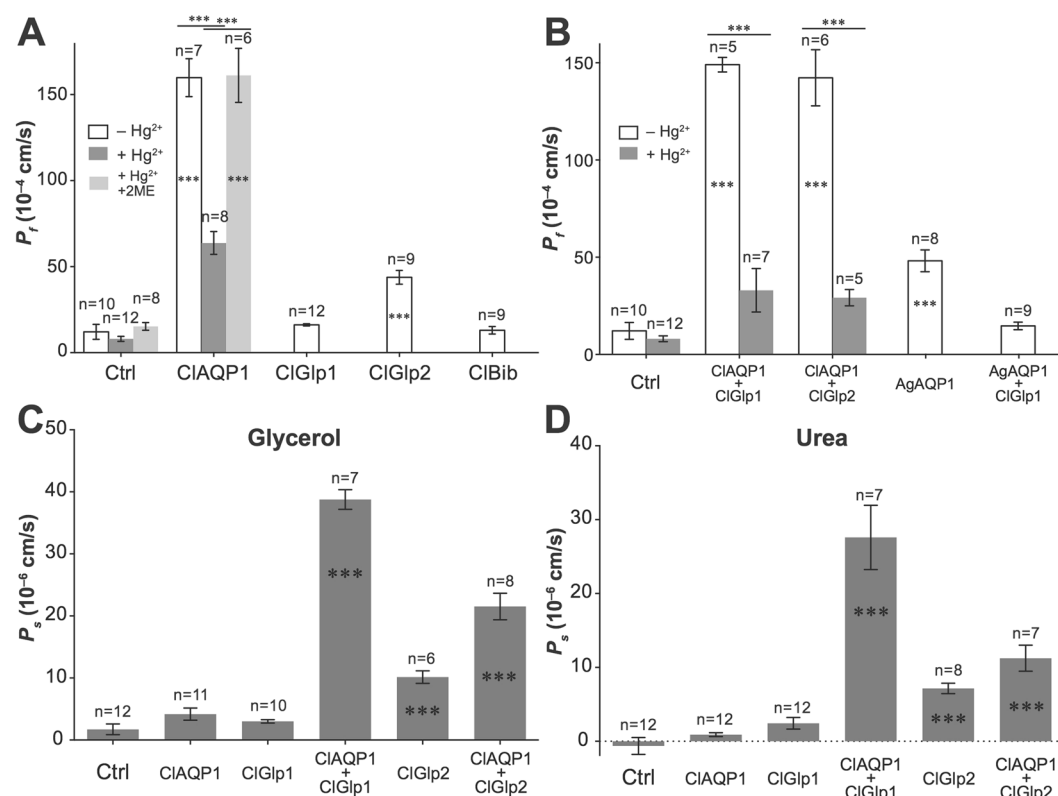 A
*** ***
n=7 n=6
150
– Hg²⁺
+ Hg²⁺
+ Hg²⁺
+2ME
*** ***
n=8
100
Pf (10⁻⁴ cm/s)
50
n=10 n=12 n=8
n=12
n=9
***
n=9
0
Ctrl ClAQP1 ClGlp1 ClGlp2 ClBib
B
*** ***
n=5 n=6
150
– Hg²⁺
+ Hg²⁺
*** ***
100
Pf (10⁻⁴ cm/s)
50
n=10 n=12
n=7
n=5
n=8
***
n=9
0
Ctrl
ClAQP1
+
ClGlp1
ClAQP1
+
ClGlp2
AgAQP1
AgAQP1
+
ClGlp1
C
Glycerol
50
40
30
20
10
0
Ps (10⁻⁶ cm/s)
n=12
n=11
n=10
n=7
***
n=6
***
n=8
***
Ctrl
ClAQP1
ClGlp1
ClAQP1
+
ClGlp1
ClGlp2
ClAQP1
+
ClGlp2
D
Urea
40
30
20
10
0
Ps (10⁻⁶ cm/s)
n=12
n=12
n=12
n=7
***
n=8
***
n=7
***
Ctrl
ClAQP1
ClGlp1
ClAQP1
+
ClGlp1
ClGlp2
ClAQP1
+
ClGlp2